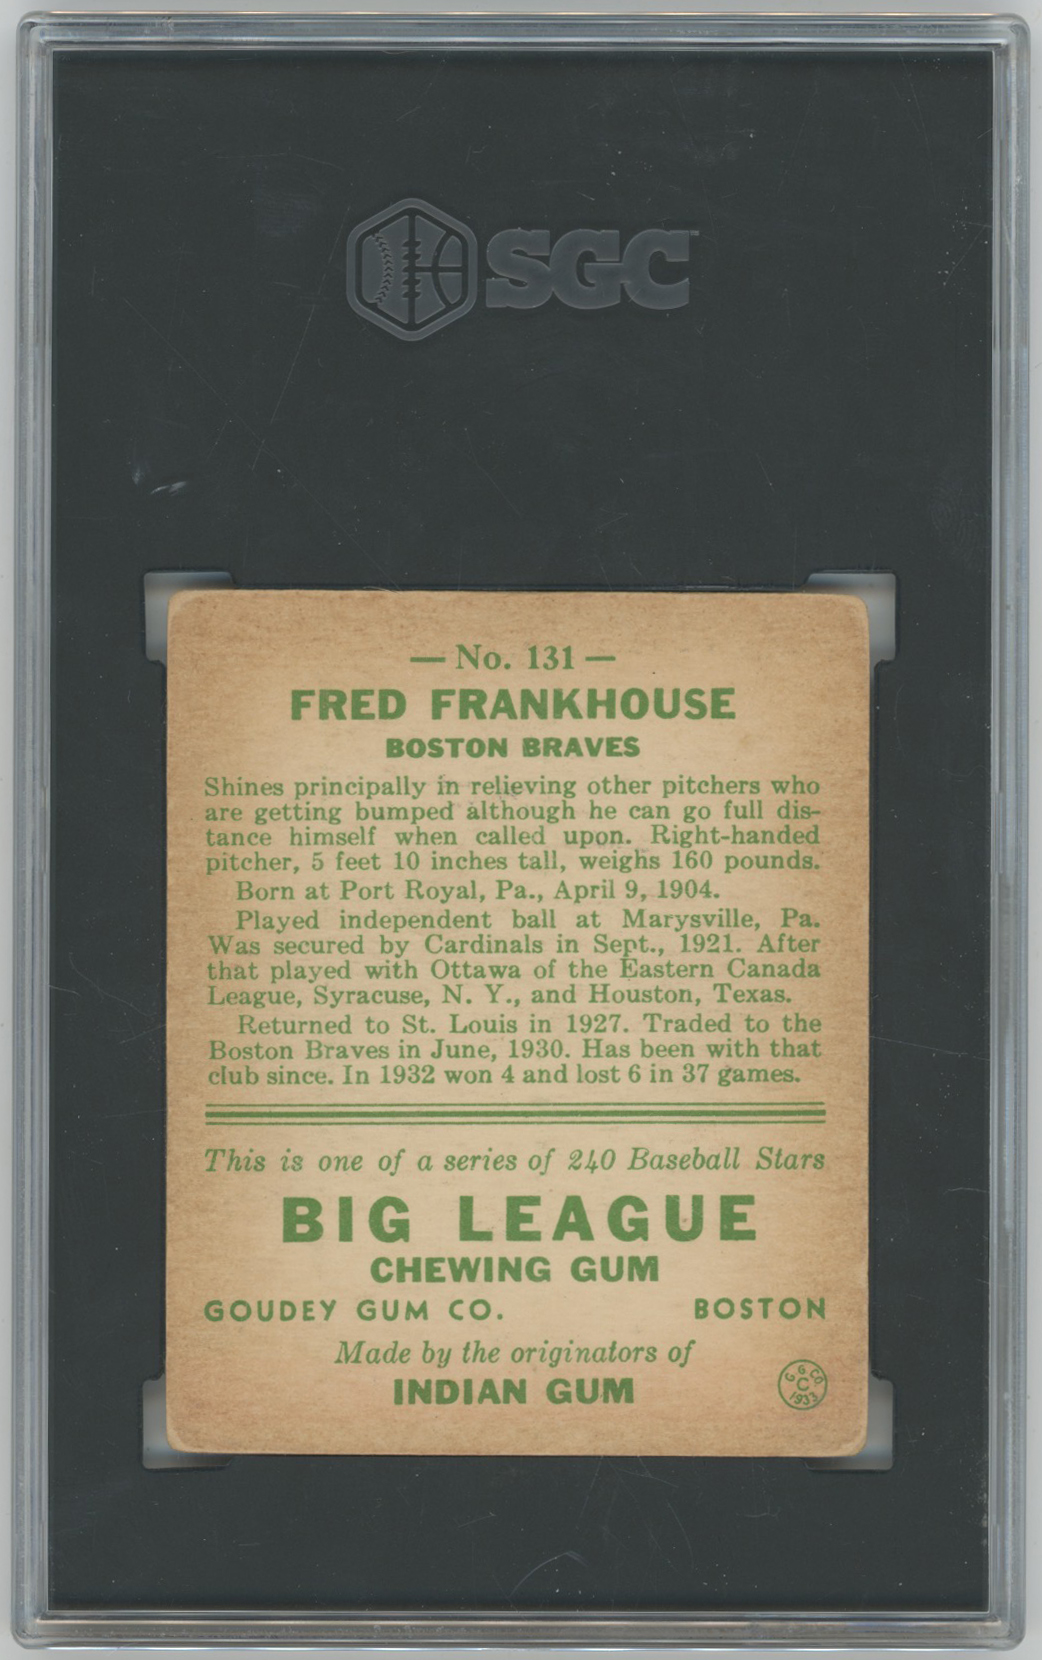 SGC
— No. 131 —
FRED FRANKHOUSE
BOSTON BRAVES
Shines principally in relieving other pitchers who
are getting bumped although he can go full dis-
tance himself when called upon. Right-handed
pitcher, 5 feet 10 inches tall, weighs 160 pounds.
Born at Port Royal, Pa., April 9, 1904.
Played independent ball at Marysville, Pa.
Was secured by Cardinals in Sept., 1921. After
that played with Ottawa of the Eastern Canada
League, Syracuse, N. Y., and Houston, Texas.
Returned to St. Louis in 1927. Traded to the
Boston Braves in June, 1930. Has been with that
club since. In 1932 won 4 and lost 6 in 37 games.
This is one of a series of 240 Baseball Stars
BIG LEAGUE
CHEWING GUM
GOUDEY GUM CO. BOSTON
Made by the originators of
INDIAN GUM
G G CO.
C
1933